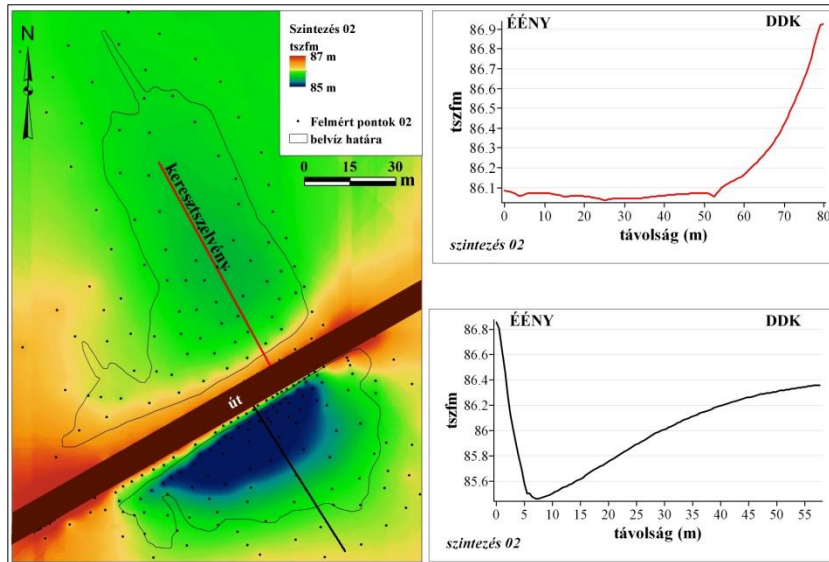 N
Szintezés 02
tszfm
87 m
85 m
Felmért pontok 02
belvíz határa
0 15 30
m
keresztszelvény
út
ÉÉNY DDK
tszfm
86.9
86.7
86.6
86.5
86.4
86.3
86.2
86.1
0 10 20 30 40 50 60 70 80
távolság (m)
szintezés 02
ÉÉNY DDK
tszfm
86.8
86.6
86.4
86.2
86
85.8
85.6
0 5 10 15 20 25 30 35 40 45 50 55
távolság (m)
szintezés 02